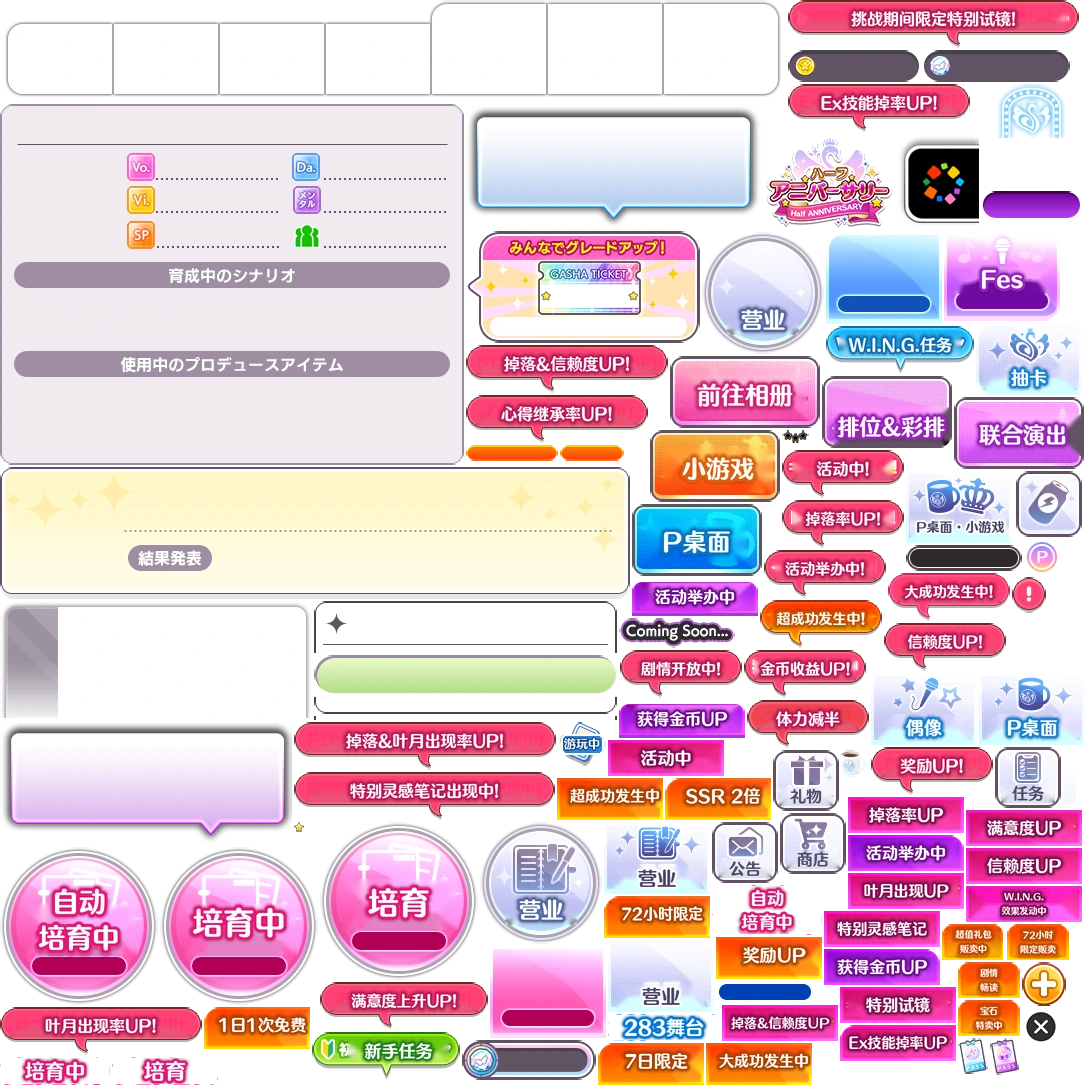 挑战期间限定特别试镜!
Ex技能掉率UP!
Vo.
Da.
Vi.
メン
タル
SP
育成中のシナリオ
使用中のプロデュースアイテム
ハーフ
アニバーサリー
Half ANNIVERSARY
みんなでグレードアップ!
GASHA TICKET
营业
Fes
W.I.N.G.任务
抽卡
掉落&信赖度UP!
前往相册
心得继承率UP!
排位&彩排
联合演出
小游戏
活动中!
P桌面・小游戏
掉落率UP!
P桌面
結果発表
活动举办中!
P
大成功发生中!
!
活动举办中
超成功发生中!
Coming Soon...
信赖度UP!
剧情开放中!
金币收益UP!
偶像
P桌面
获得金币UP
体力减半
掉落&叶月出现率UP!
游玩中
活动中
奖励UP!
特别灵感笔记出现中!
超成功发生中
SSR 2倍
礼物
任务
掉落率UP
满意度UP
自动
培育中
培育中
培育
营业
营业
公告
商店
活动举办中
信赖度UP
叶月出现UP
W.I.N.G.
效果发动中
72小时限定
自动
培育中
特别灵感笔记
超值礼包
贩卖中
72小时
限定贩卖
奖励UP
获得金币UP
剧情
畅读
营业
283舞台
满意度上升UP!
特别试镜
宝石
特卖中
叶月出现率UP!
1日1次免费
掉落&信赖度UP
Ex技能掉率UP
新手任务
7日限定
大成功发生中
PASS
PASS
培育中
培育